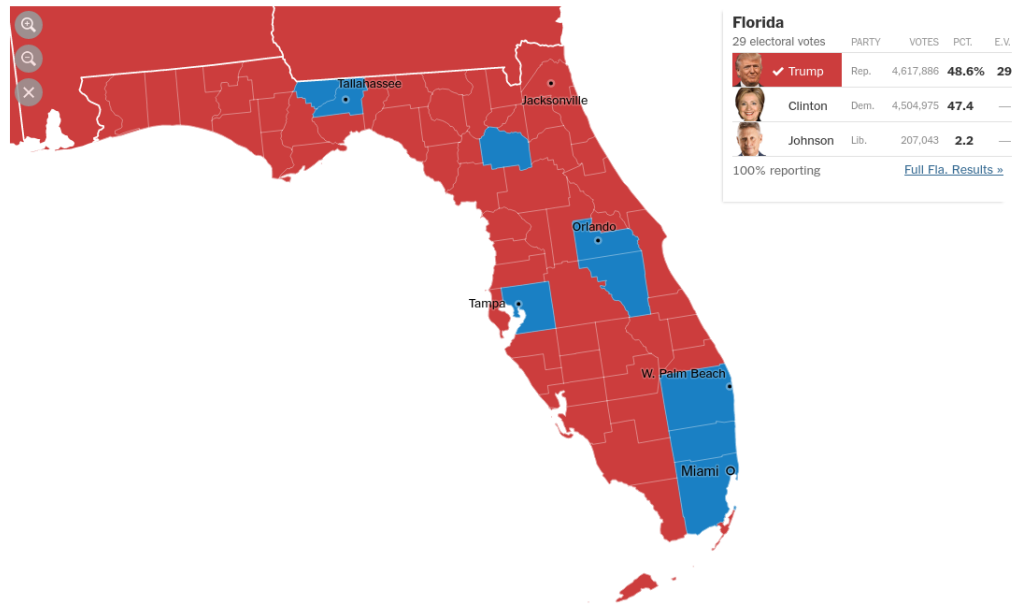 Florida
29 electoral votes PARTY VOTES PCT. E.V.
✓ Trump Rep. 4,617,886 48.6% 29
Clinton Dem. 4,504,975 47.4 —
Johnson Lib. 207,043 2.2 —
100% reporting Full Fla. Results »
Tallahassee
Jacksonville
Orlando
Tampa
W. Palm Beach
Miami